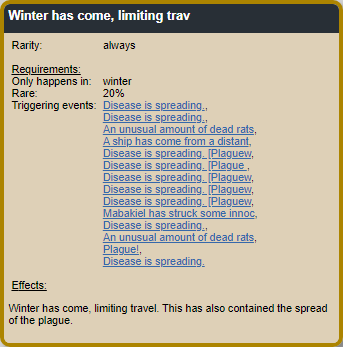 Winter has come, limiting trav
Rarity: always
Requirements:
Only happens in: winter
Rare: 20%
Triggering events: Disease is spreading.,
Disease is spreading.,
An unusual amount of dead rats,
A ship has come from a distant,
Disease is spreading. [Plaguew,
Disease is spreading. [Plague ,
Disease is spreading. [Plaguew,
Disease is spreading. [Plaguew,
Disease is spreading. [Plaguew,
Mabakiel has struck some innoc,
Disease is spreading.,
An unusual amount of dead rats,
Plague!,
Disease is spreading.
Effects:
Winter has come, limiting travel. This has also contained the spread
of the plague.